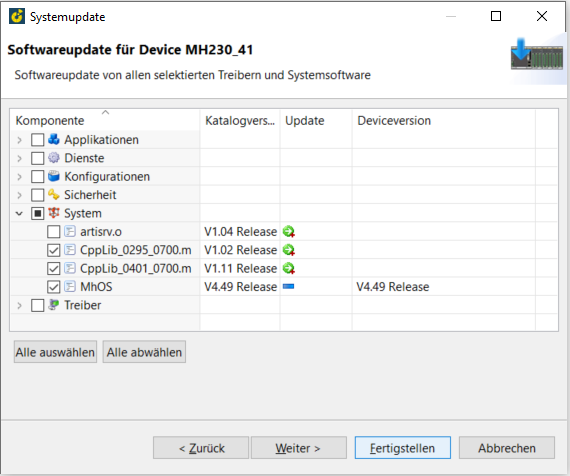 Systemupdate
Softwareupdate für Device MH230_41
Softwareupdate von allen selektierten Treibern und Systemsoftware
Komponente Katalogvers... Update Deviceversion
Applikationen
Dienste
Konfigurationen
Sicherheit
System
artisrv.o V1.04 Release
CppLib_0295_0700.m V1.02 Release
CppLib_0401_0700.m V1.11 Release
MhOS V4.49 Release V4.49 Release
Treiber
Alle auswählen Alle abwählen
< Zurück Weiter > Fertigstellen Abbrechen